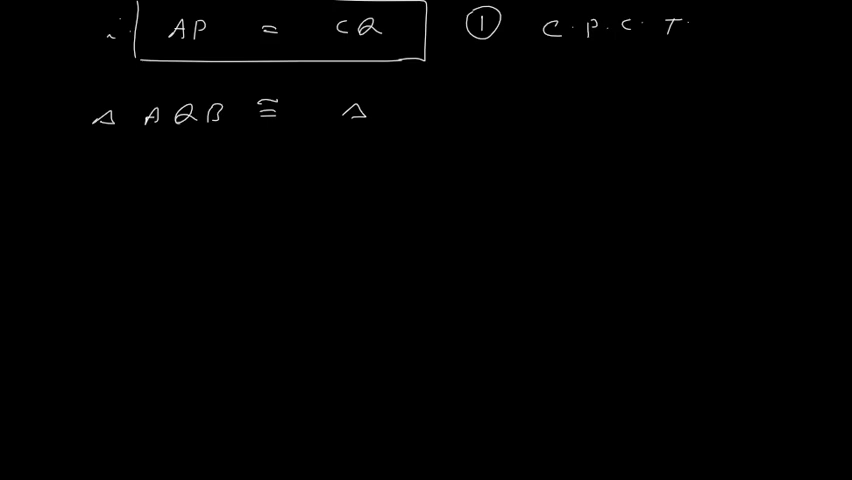 ∴ AP = CQ ① C.P.C.T.
△ AQB ≅ △